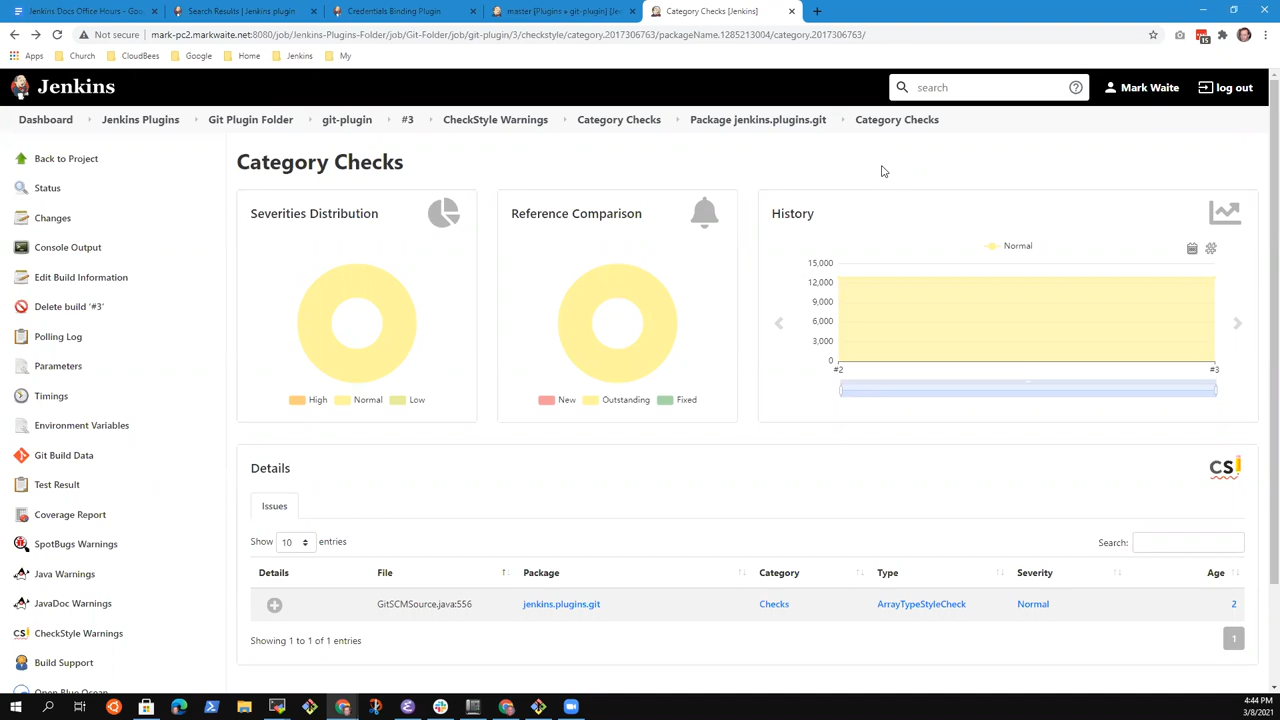 Jenkins Docs Office Hours - Goo
Search Results | Jenkins plugin
Credentials Binding Plugin
master [Plugins » git-plugin] [Jen
Category Checks [Jenkins]
Not secure
mark-pc2.markwaite.net:8080/job/Jenkins-Plugins-Folder/job/Git-Folder/job/git-plugin/3/checkstyle/category.2017306763/packageName.1285213004/category.2017306763/
15
Apps
Church
CloudBees
Google
Home
Jenkins
My
Jenkins
search
Mark Waite
log out
Dashboard
Jenkins Plugins
Git Plugin Folder
git-plugin
#3
CheckStyle Warnings
Category Checks
Package jenkins.plugins.git
Category Checks
Back to Project
Status
Changes
Console Output
Edit Build Information
Delete build '#3'
Polling Log
Parameters
Timings
Environment Variables
Git Build Data
Test Result
Coverage Report
SpotBugs Warnings
Java Warnings
JavaDoc Warnings
CS! CheckStyle Warnings
Build Support
Open Blue Ocean
Category Checks
Severities Distribution
High
Normal
Low
Reference Comparison
New
Outstanding
Fixed
History
Normal
15,000
12,000
9,000
6,000
3,000
0
#2
#3
Details
CS!
Issues
Show 10 entries
Search:
Details
File
Package
Category
Type
Severity
Age
GitSCMSource.java:556
jenkins.plugins.git
Checks
ArrayTypeStyleCheck
Normal
2
Showing 1 to 1 of 1 entries
1
4:44 PM
3/8/2021